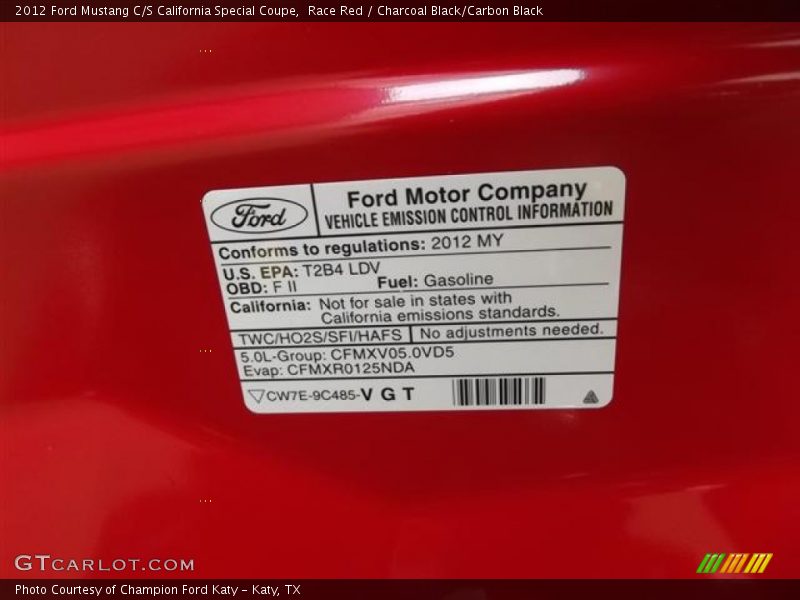 2012 Ford Mustang C/S California Special Coupe,  Race Red / Charcoal Black/Carbon Black
Ford
Ford Motor Company
VEHICLE EMISSION CONTROL INFORMATION
Conforms to regulations: 2012 MY
U.S. EPA: T2B4 LDV
OBD: F II
Fuel: Gasoline
California: Not for sale in states with
California emissions standards.
TWC/HO2S/SFI/HAFS
No adjustments needed.
5.0L-Group: CFMXV05.0VD5
Evap: CFMXR0125NDA
CW7E-9C485-V G T
GTCARLOT.COM
Photo Courtesy of Champion Ford Katy - Katy, TX